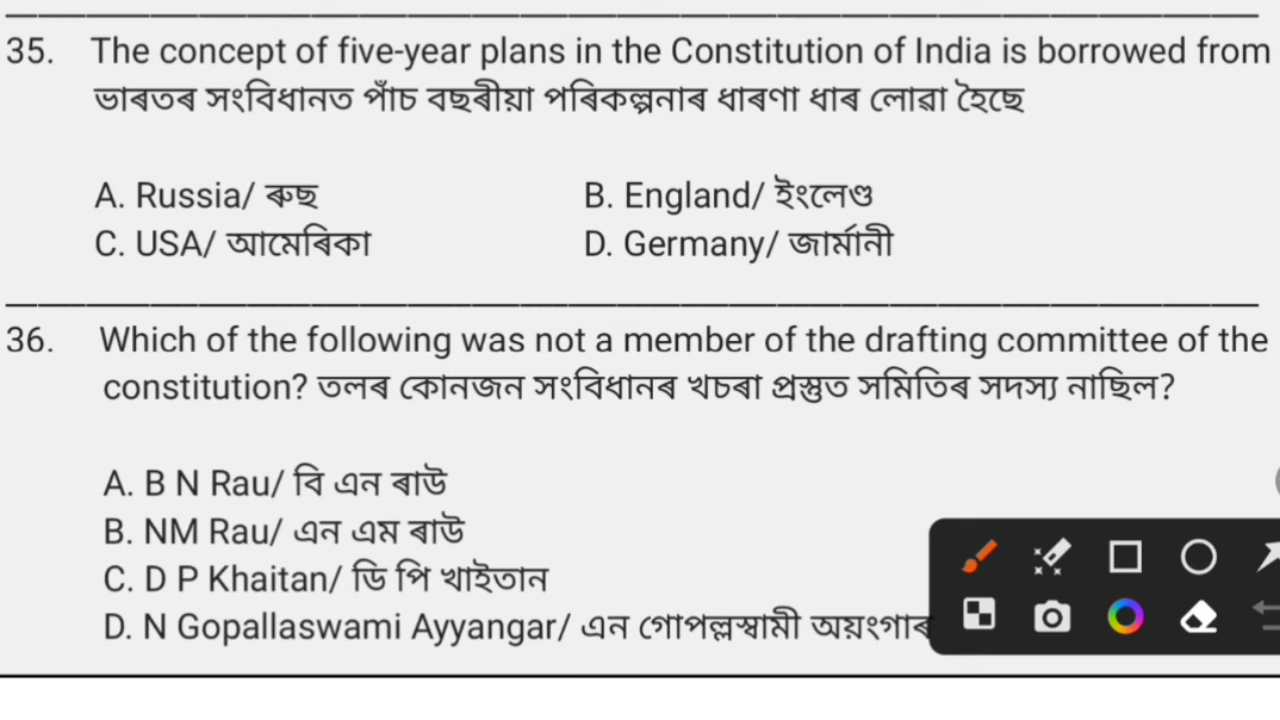 35. The concept of five-year plans in the Constitution of India is borrowed from
ভাৰতৰ সংবিধানত পাঁচ বছৰীয়া পৰিকল্পনাৰ ধাৰণা ধাৰ লোৱা হৈছে
A. Russia/ ৰুছ B. England/ ইংলেণ্ড
C. USA/ আমেৰিকা D. Germany/ জাৰ্মানী
36. Which of the following was not a member of the drafting committee of the
constitution? তলৰ কোনজন সংবিধানৰ খচৰা প্ৰস্তুত সমিতিৰ সদস্য নাছিল?
A. B N Rau/ বি এন ৰাউ
B. NM Rau/ এন এম ৰাউ
C. D P Khaitan/ ডি পি খাইতান
D. N Gopallaswami Ayyangar/ এন গোপল্লস্বামী অয়ংগাৰ